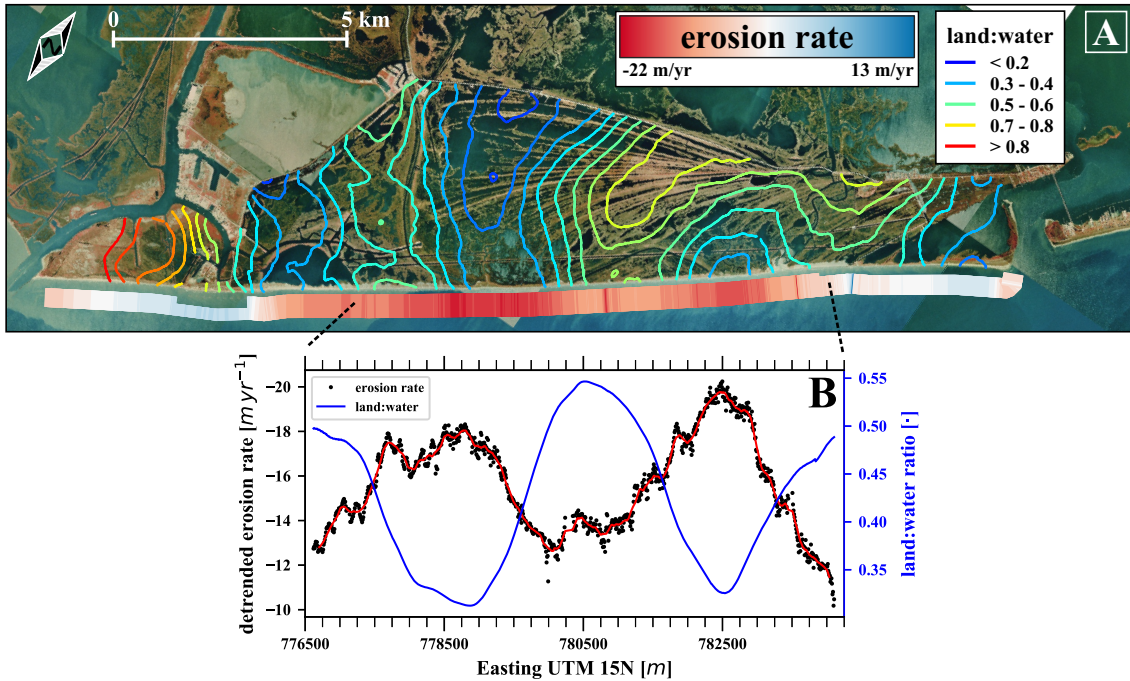 5 km
0
erosion rate
-22 m/yr 13 m/yr
land:water
< 0.2
0.3 - 0.4
0.5 - 0.6
0.7 - 0.8
> 0.8
A
N
B
erosion rate
land:water
detrended erosion rate [m yr⁻¹]
−20
−18
−16
−14
−12
−10
0.55
0.50
0.45
0.40
0.35
land:water ratio [·]
776500 778500 780500 782500
Easting UTM 15N [m]